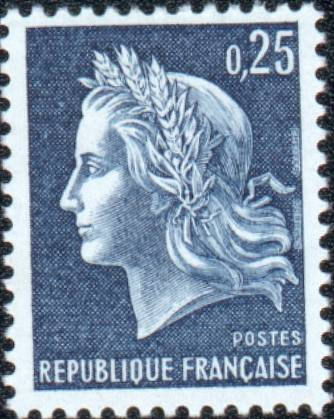 0,25
POSTES
REPUBLIQUE FRANÇAISE